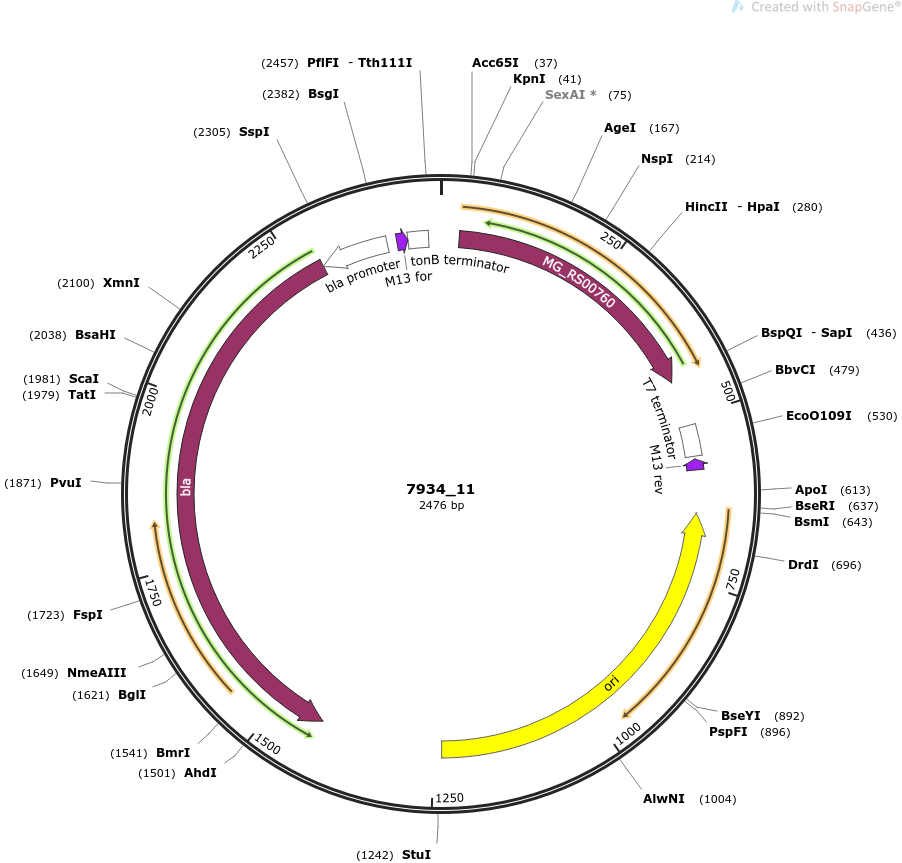 Created with SnapGene®
(2457) PflFI - Tth111I
(2382) BsgI
(2305) SspI
Acc65I (37)
KpnI (41)
SexAI * (75)
AgeI (167)
NspI (214)
HincII - HpaI (280)
BspQI - SapI (436)
BbvCI (479)
EcoO109I (530)
ApoI (613)
BseRI (637)
BsmI (643)
DrdI (696)
BseYI (892)
PspFI (896)
AlwNI (1004)
(1242) StuI
(1501) AhdI
(1541) BmrI
(1621) BglI
(1649) NmeAIII
(1723) FspI
(1871) PvuI
(1979) TatI
(1981) ScaI
(2038) BsaHI
(2100) XmnI
250
500
750
1000
1250
1500
1750
2000
2250
bla promoter
M13 for
tonB terminator
MG_RS00760
T7 terminator
M13 rev
ori
bla
7934_11
2476 bp